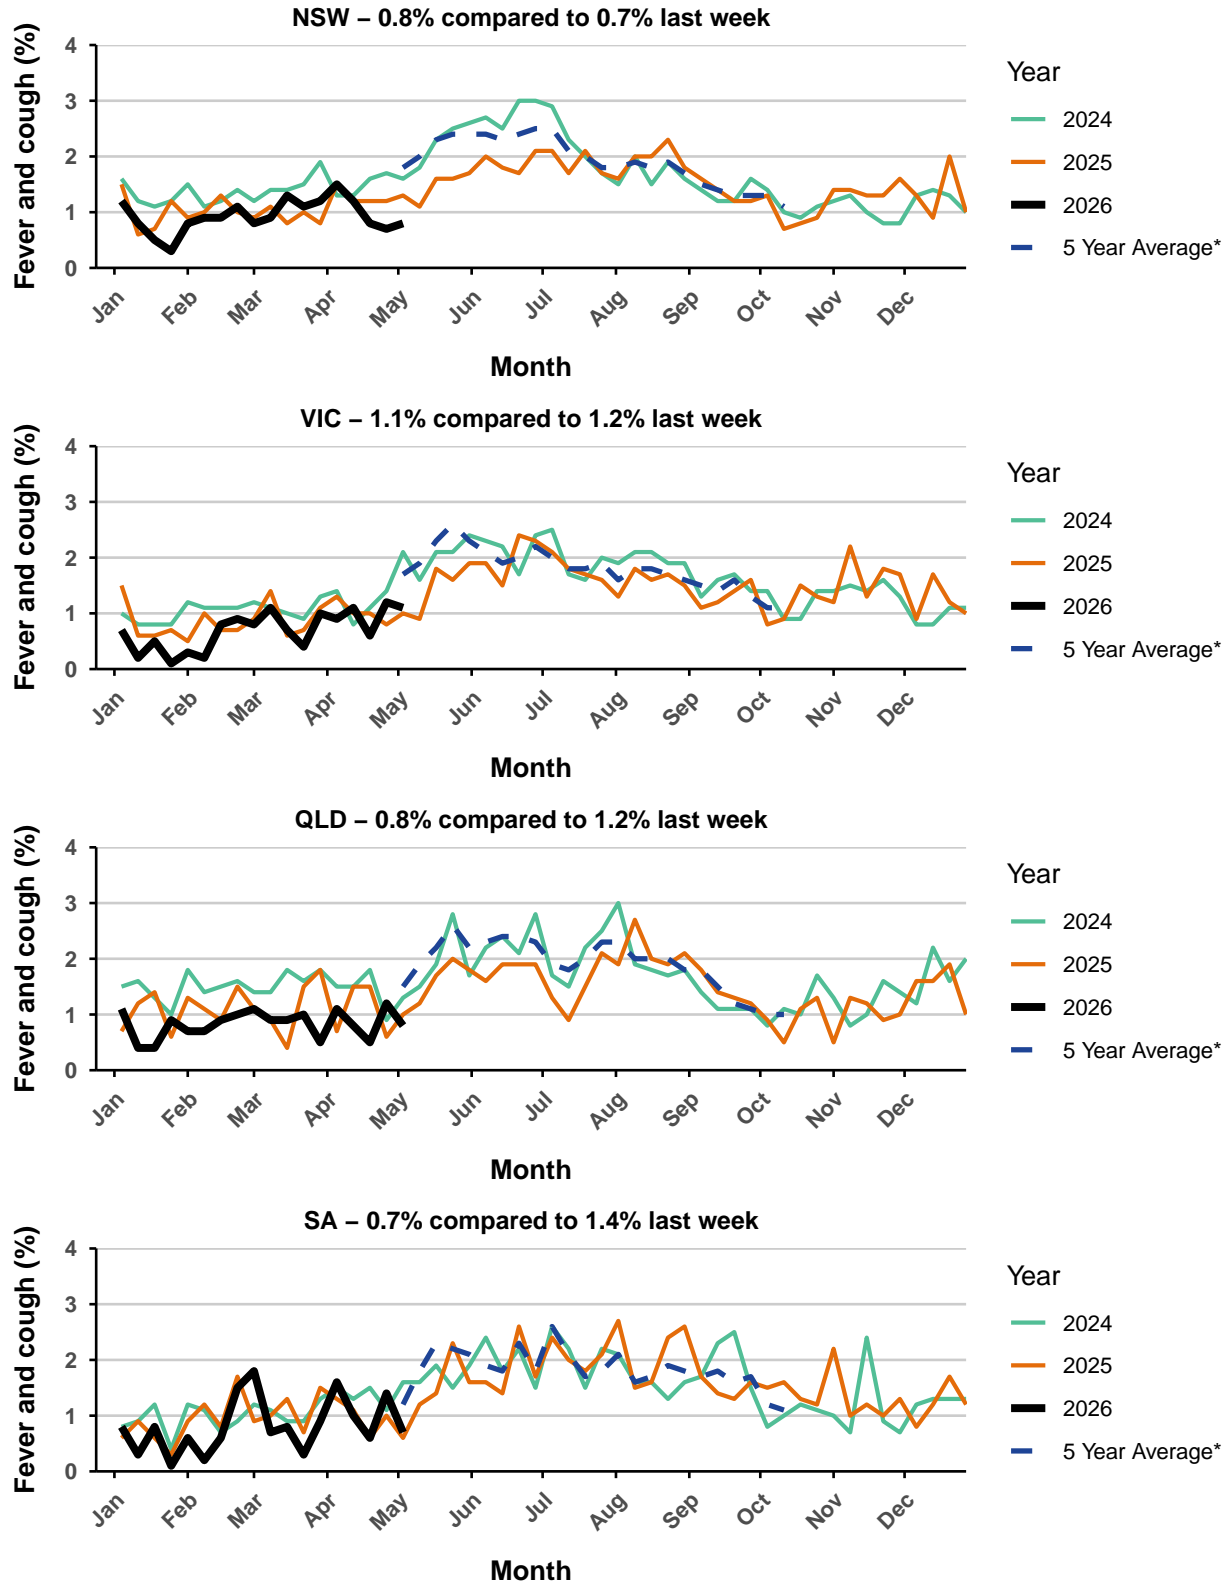 NSW – 0.8% compared to 0.7% last week
Fever and cough (%)
4
3
2
1
0
Jan Feb Mar Apr May Jun Jul Aug Sep Oct Nov Dec
Month
Year
2024
2025
2026
5 Year Average*
VIC – 1.1% compared to 1.2% last week
Fever and cough (%)
4
3
2
1
0
Jan Feb Mar Apr May Jun Jul Aug Sep Oct Nov Dec
Month
Year
2024
2025
2026
5 Year Average*
QLD – 0.8% compared to 1.2% last week
Fever and cough (%)
4
3
2
1
0
Jan Feb Mar Apr May Jun Jul Aug Sep Oct Nov Dec
Month
Year
2024
2025
2026
5 Year Average*
SA – 0.7% compared to 1.4% last week
Fever and cough (%)
4
3
2
1
0
Jan Feb Mar Apr May Jun Jul Aug Sep Oct Nov Dec
Month
Year
2024
2025
2026
5 Year Average*